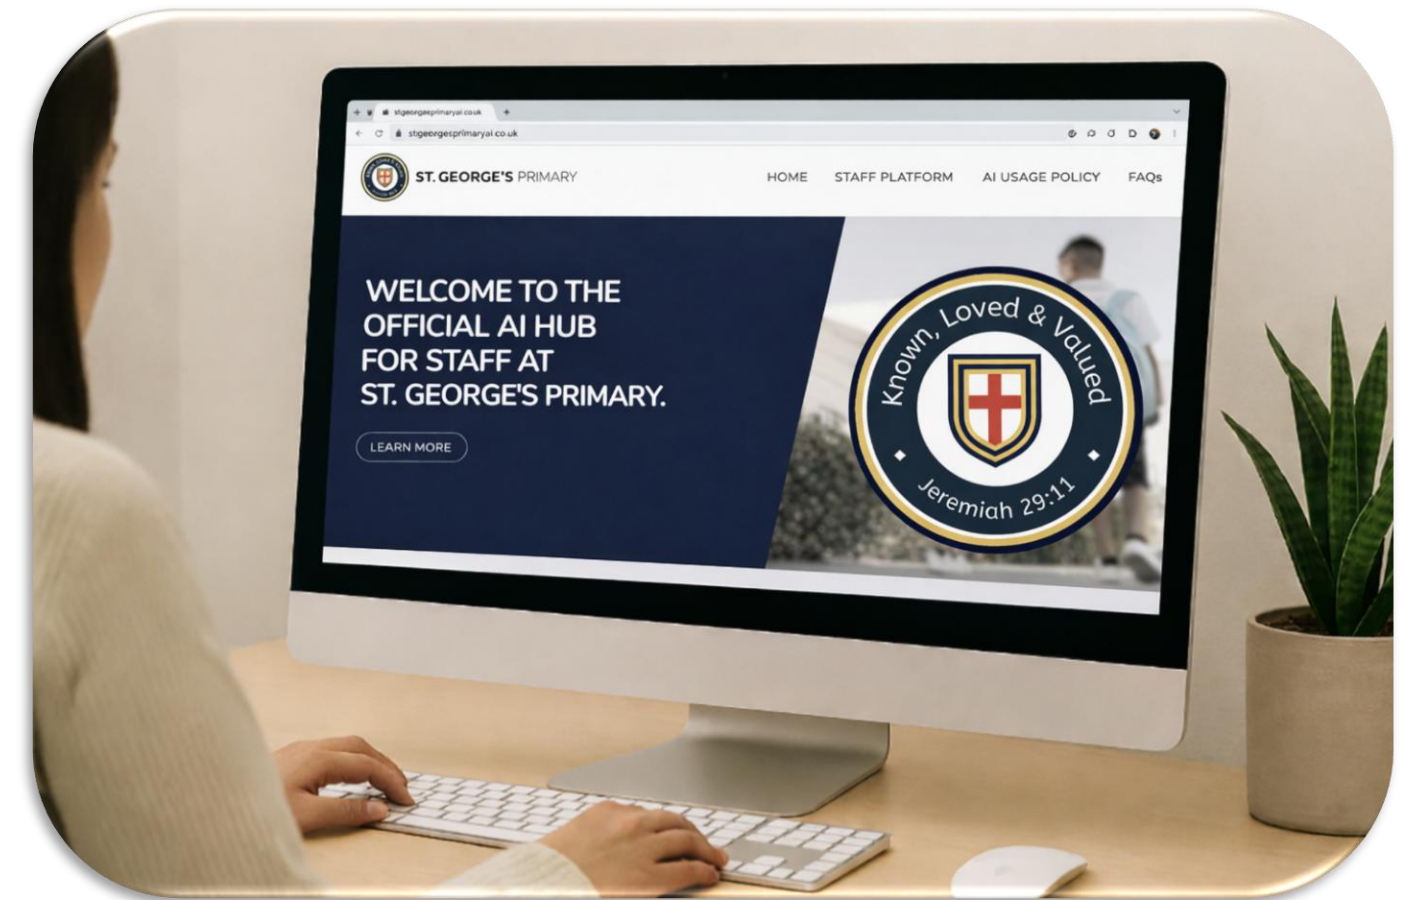 stgeorgesprimaryai.co.uk
stgeorgesprimaryai.co.uk
ST. GEORGE'S PRIMARY
HOME
STAFF PLATFORM
AI USAGE POLICY
FAQs
WELCOME TO THE
OFFICIAL AI HUB
FOR STAFF AT
ST. GEORGE'S PRIMARY.
LEARN MORE
Known, Loved & Valued
Jeremiah 29:11